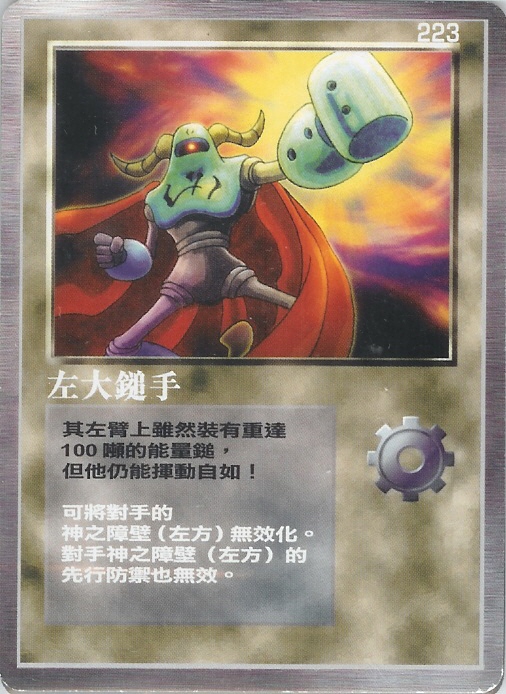 223
左大鎚手
其左臂上雖然裝有重達
100噸的能量鎚，
但他仍能揮動自如！
可將對手的
神之障壁（左方）無效化。
對手神之障壁（左方）的
先行防禦也無效。